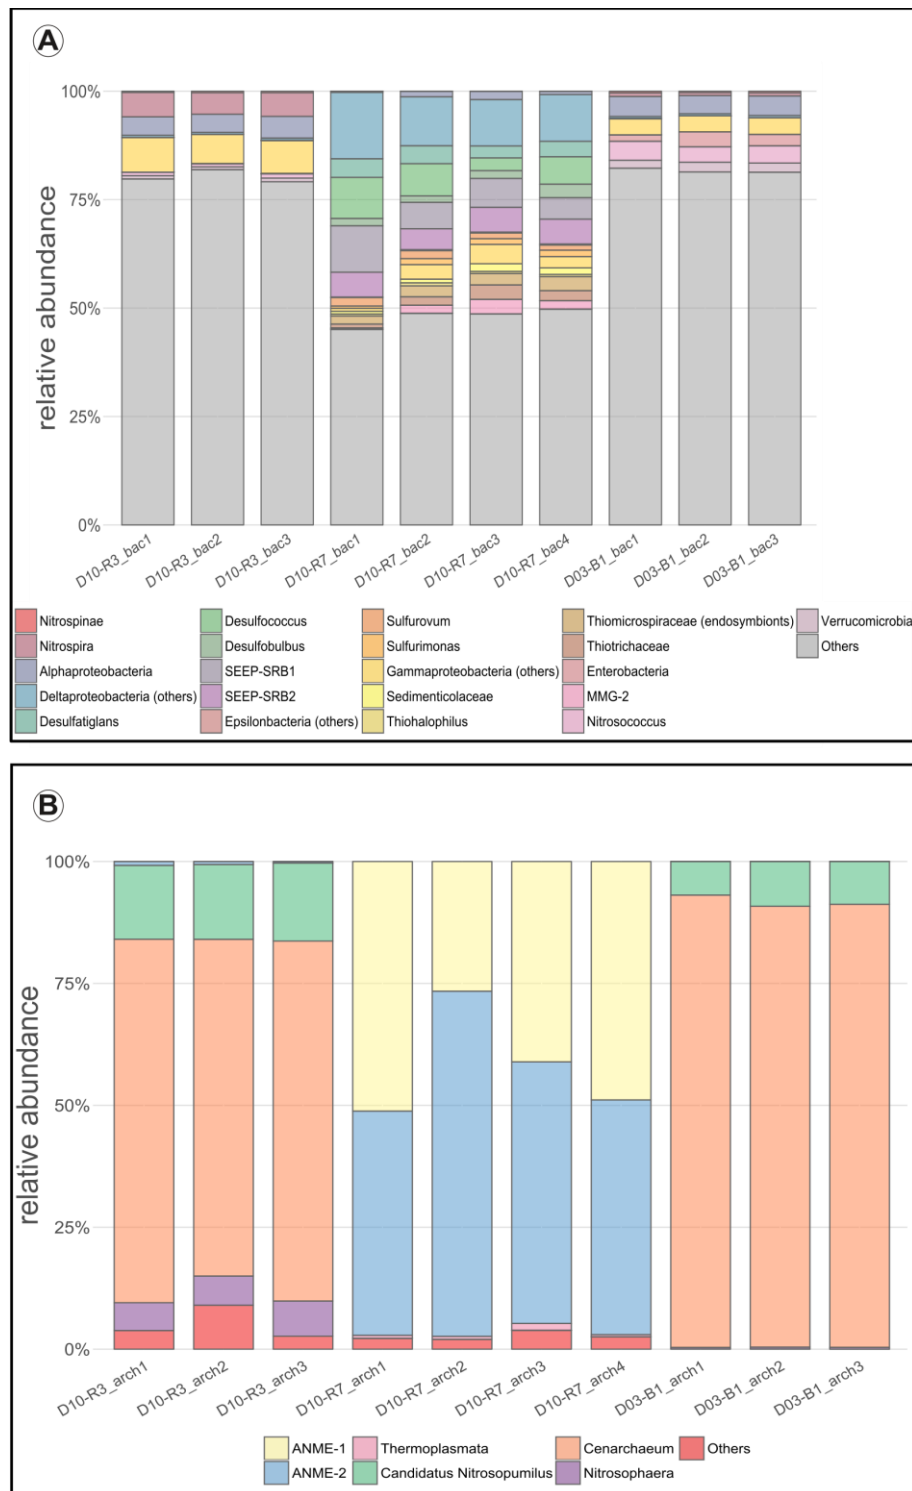 A
100%
75%
50%
25%
0%
relative abundance
D10-R3_bac1
D10-R3_bac2
D10-R3_bac3
D10-R7_bac1
D10-R7_bac2
D10-R7_bac3
D10-R7_bac4
D03-B1_bac1
D03-B1_bac2
D03-B1_bac3
Nitrospinae
Nitrospira
Alphaproteobacteria
Deltaproteobacteria (others)
Desulfatiglans
Desulfococcus
Desulfobulbus
SEEP-SRB1
SEEP-SRB2
Epsilonbacteria (others)
Sulfurovum
Sulfurimonas
Gammaproteobacteria (others)
Sedimenticolaceae
Thiohalophilus
Thiomicrospiraceae (endosymbionts)
Thiotrichaceae
Enterobacteria
MMG-2
Nitrosococcus
Verrucomicrobia
Others
B
100%
75%
50%
25%
0%
relative abundance
D10-R3_arch1
D10-R3_arch2
D10-R3_arch3
D10-R7_arch1
D10-R7_arch2
D10-R7_arch3
D10-R7_arch4
D03-B1_arch1
D03-B1_arch2
D03-B1_arch3
ANME-1
ANME-2
Thermoplasmata
Candidatus Nitrosopumilus
Cenarchaeum
Nitrosophaera
Others